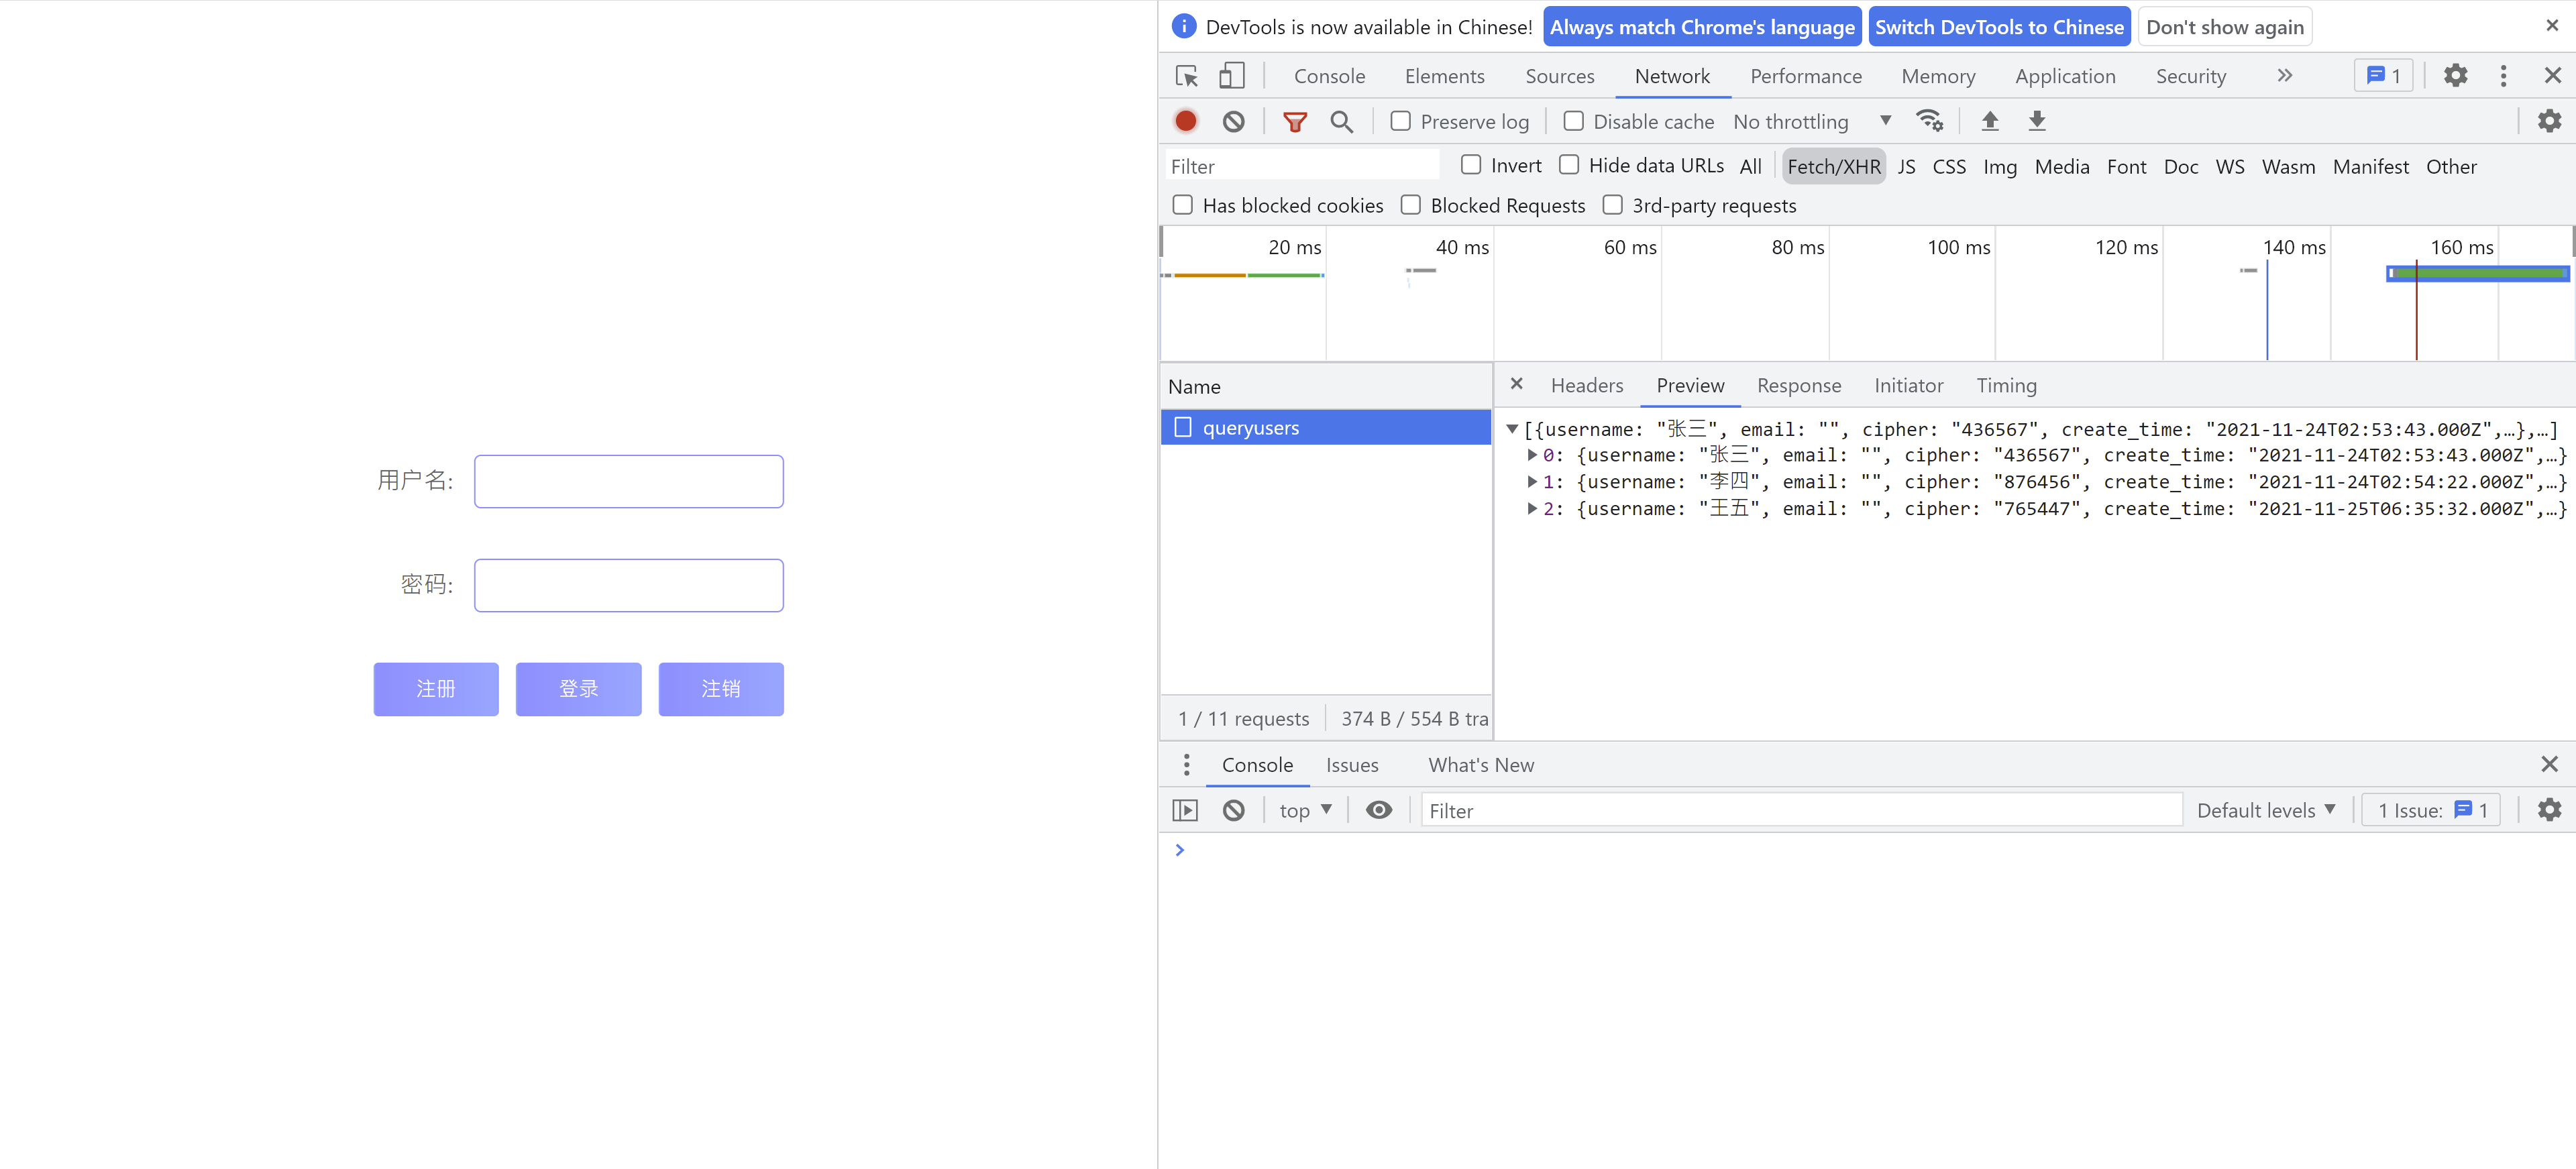 用户名:
密码:
注册 登录 注销
DevTools is now available in Chinese! Always match Chrome's language Switch DevTools to Chinese Don't show again
Console Elements Sources Network Performance Memory Application Security 1
Preserve log Disable cache No throttling
Filter Invert Hide data URLs All Fetch/XHR JS CSS Img Media Font Doc WS Wasm Manifest Other
Has blocked cookies Blocked Requests 3rd-party requests
20 ms 40 ms 60 ms 80 ms 100 ms 120 ms 140 ms 160 ms
Name
queryusers
1 / 11 requests 374 B / 554 B tra
Headers Preview Response Initiator Timing
[{username: "张三", email: "", cipher: "436567", create_time: "2021-11-24T02:53:43.000Z",…},…]
0: {username: "张三", email: "", cipher: "436567", create_time: "2021-11-24T02:53:43.000Z",…}
1: {username: "李四", email: "", cipher: "876456", create_time: "2021-11-24T02:54:22.000Z",…}
2: {username: "王五", email: "", cipher: "765447", create_time: "2021-11-25T06:35:32.000Z",…}
Console Issues What's New
top Filter Default levels 1 Issue: 1